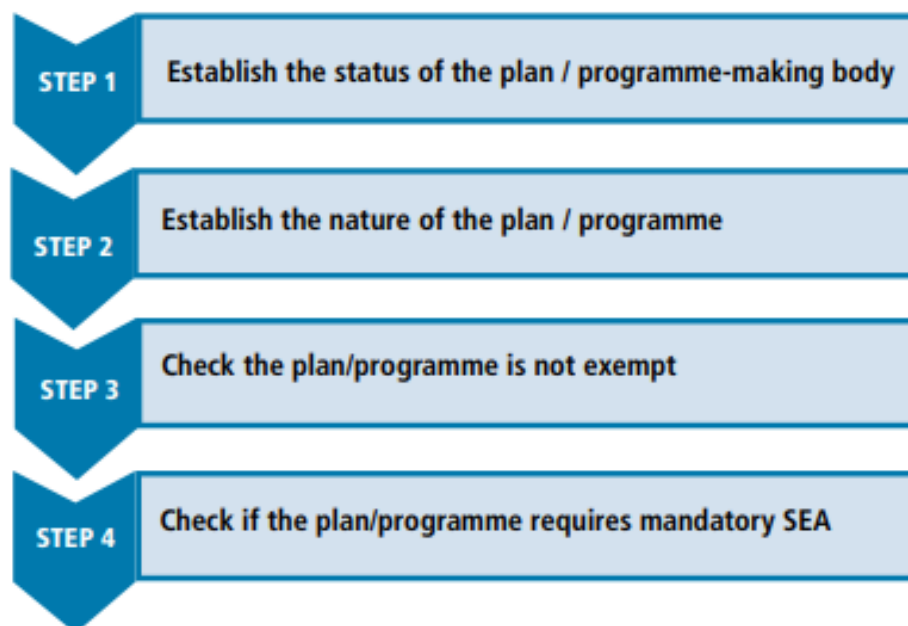 STEP 1
Establish the status of the plan / programme-making body
STEP 2
Establish the nature of the plan / programme
STEP 3
Check the plan/programme is not exempt
STEP 4
Check if the plan/programme requires mandatory SEA